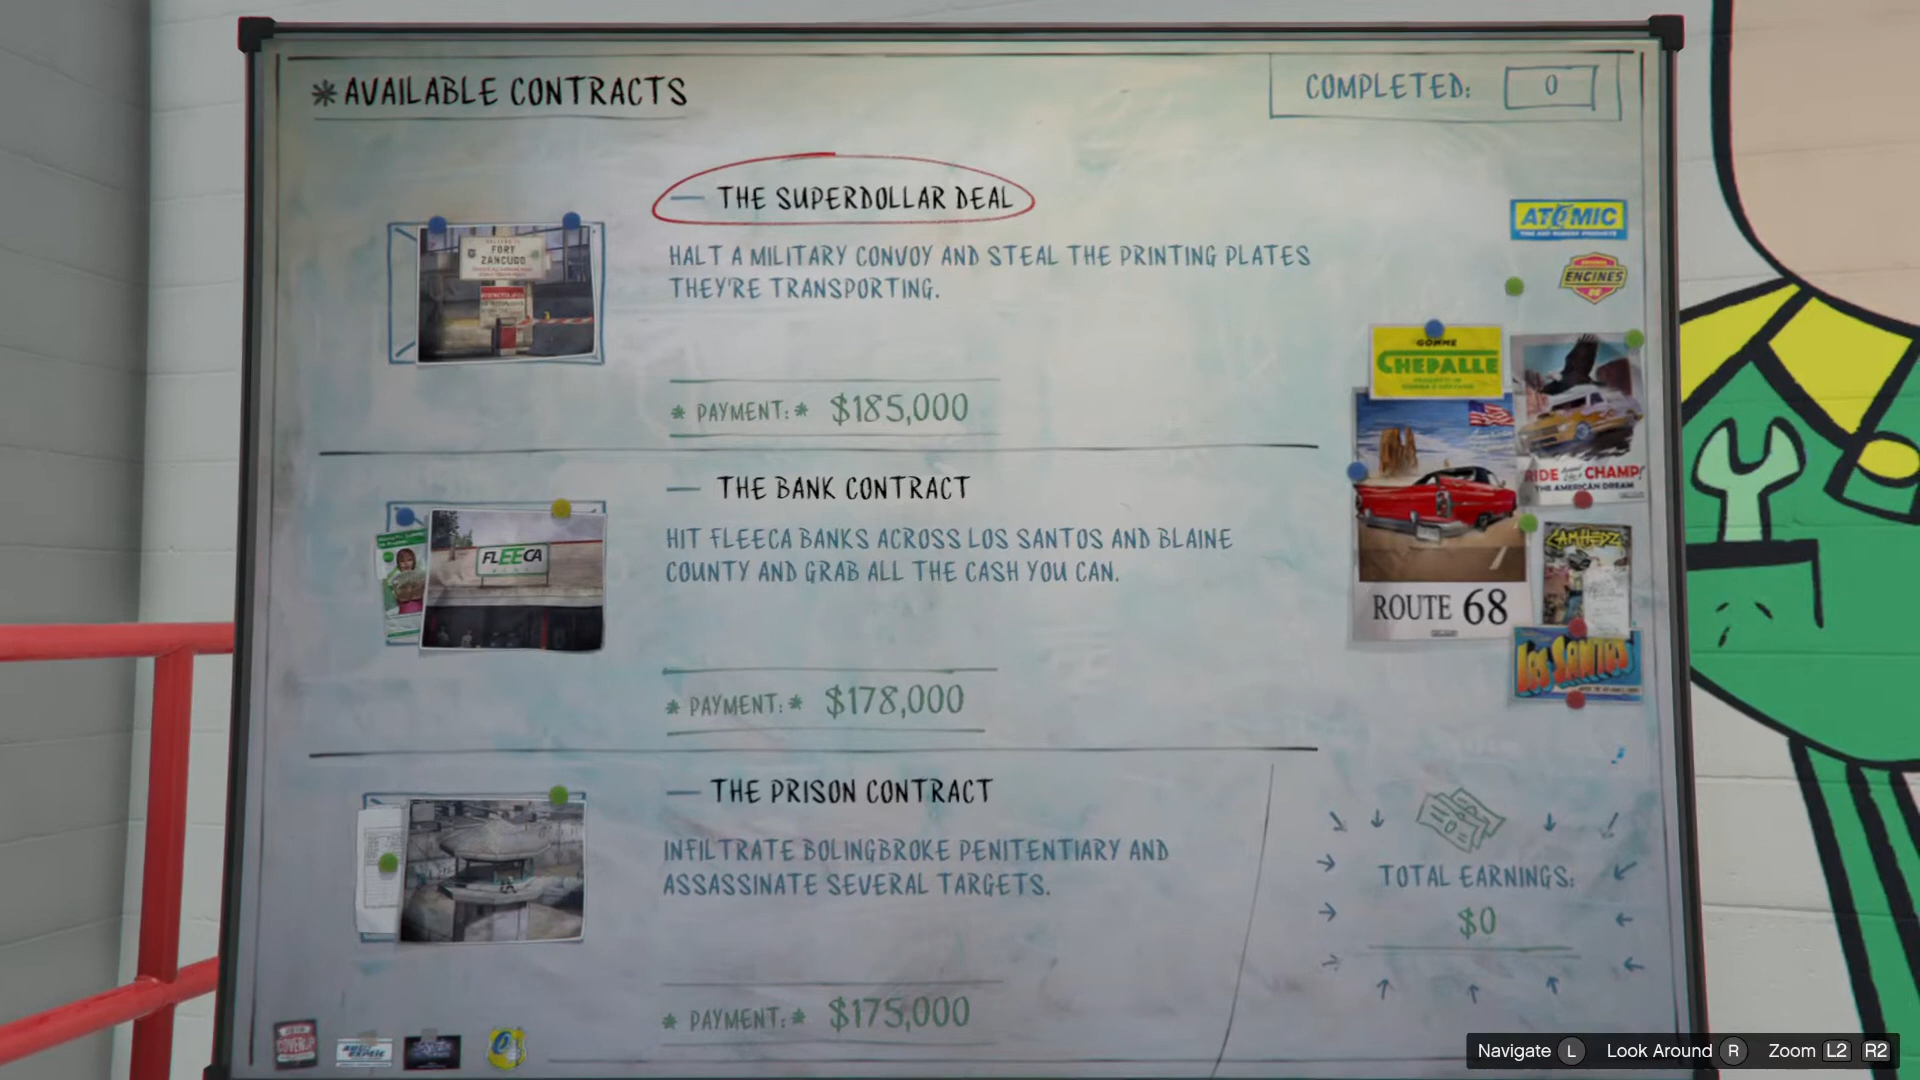 *AVAILABLE CONTRACTS
COMPLETED: 0
— THE SUPERDOLLAR DEAL
HALT A MILITARY CONVOY AND STEAL THE PRINTING PLATES
THEY'RE TRANSPORTING.
* PAYMENT: * $185,000
FORT
ZANCUDO
— THE BANK CONTRACT
HIT FLEECA BANKS ACROSS LOS SANTOS AND BLAINE
COUNTY AND GRAB ALL THE CASH YOU CAN.
* PAYMENT: * $178,000
FLEECA
— THE PRISON CONTRACT
INFILTRATE BOLINGBROKE PENITENTIARY AND
ASSASSINATE SEVERAL TARGETS.
* PAYMENT: * $175,000
ATOMIC
ENGINES
GOMME
CHEPALLE
RIDE CHAMP!
THE AMERICAN DREAM
ROUTE 68
LOS SANTOS
TOTAL EARNINGS:
$0
Navigate L Look Around R Zoom L2 R2